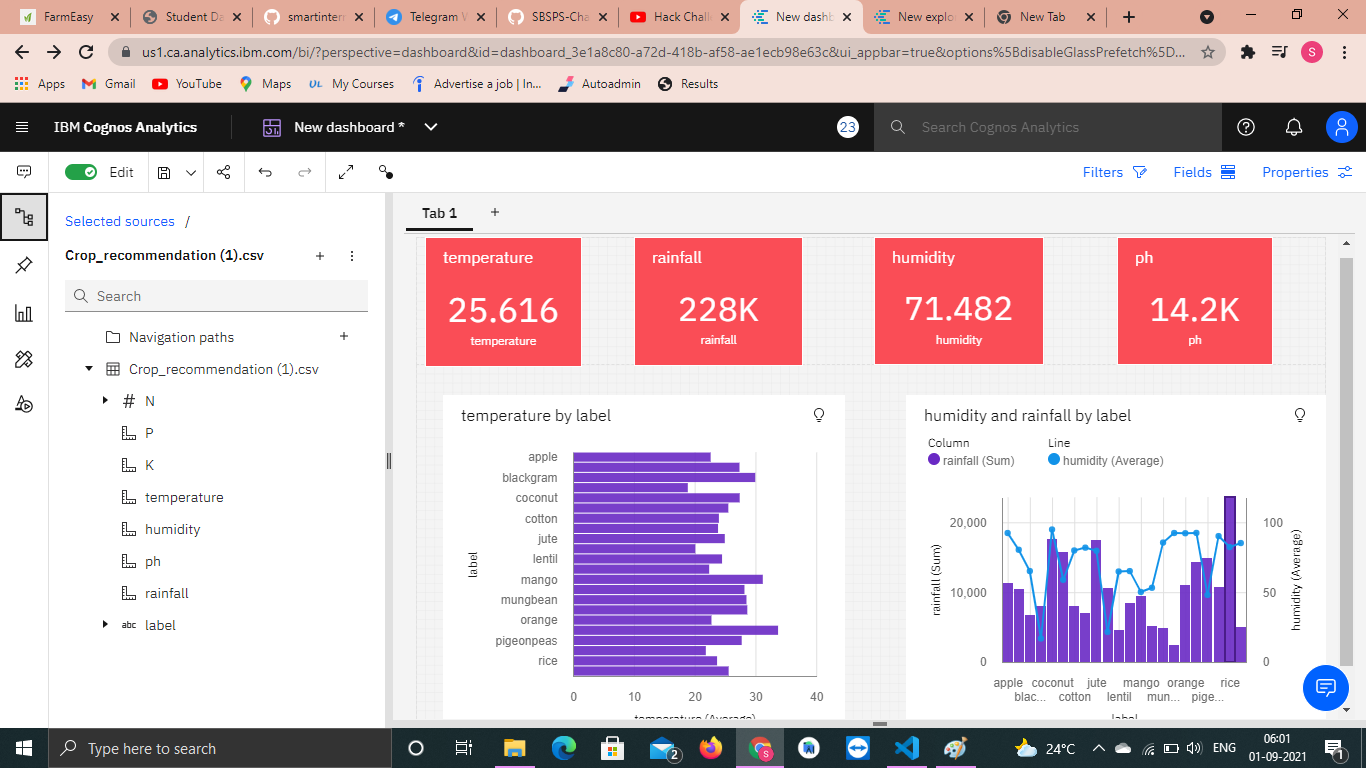 FarmEasy
Student Da
smartintern
Telegram W
SBSPS-Cha
Hack Chall
New dashb
New explo
New Tab
us1.ca.analytics.ibm.com/bi/?perspective=dashboard&id=dashboard_3e1a8c80-a72d-418b-af58-ae1ecb98e63c&ui_appbar=true&options%5BdisableGlassPrefetch%5D...
S
Apps
Gmail
YouTube
Maps
UL My Courses
Advertise a job | In...
Autoadmin
Results
IBM Cognos Analytics
New dashboard *
23
Search Cognos Analytics
Edit
Filters
Fields
Properties
Selected sources /
Tab 1
Crop_recommendation (1).csv
Search
Navigation paths
Crop_recommendation (1).csv
N
P
K
temperature
humidity
ph
rainfall
abc label
temperature
25.616
temperature
rainfall
228K
rainfall
humidity
71.482
humidity
ph
14.2K
ph
temperature by label
label
apple
blackgram
coconut
cotton
jute
lentil
mango
mungbean
orange
pigeonpeas
rice
0 10 20 30 40
temperature (Average)
humidity and rainfall by label
Column
rainfall (Sum)
Line
humidity (Average)
rainfall (Sum)
20,000
10,000
0
100
50
0
humidity (Average)
apple coconut jute mango orange rice
blac... cotton lentil mun... pige...
label
Type here to search
2
S
24°C
ENG
06:01
01-09-2021
1